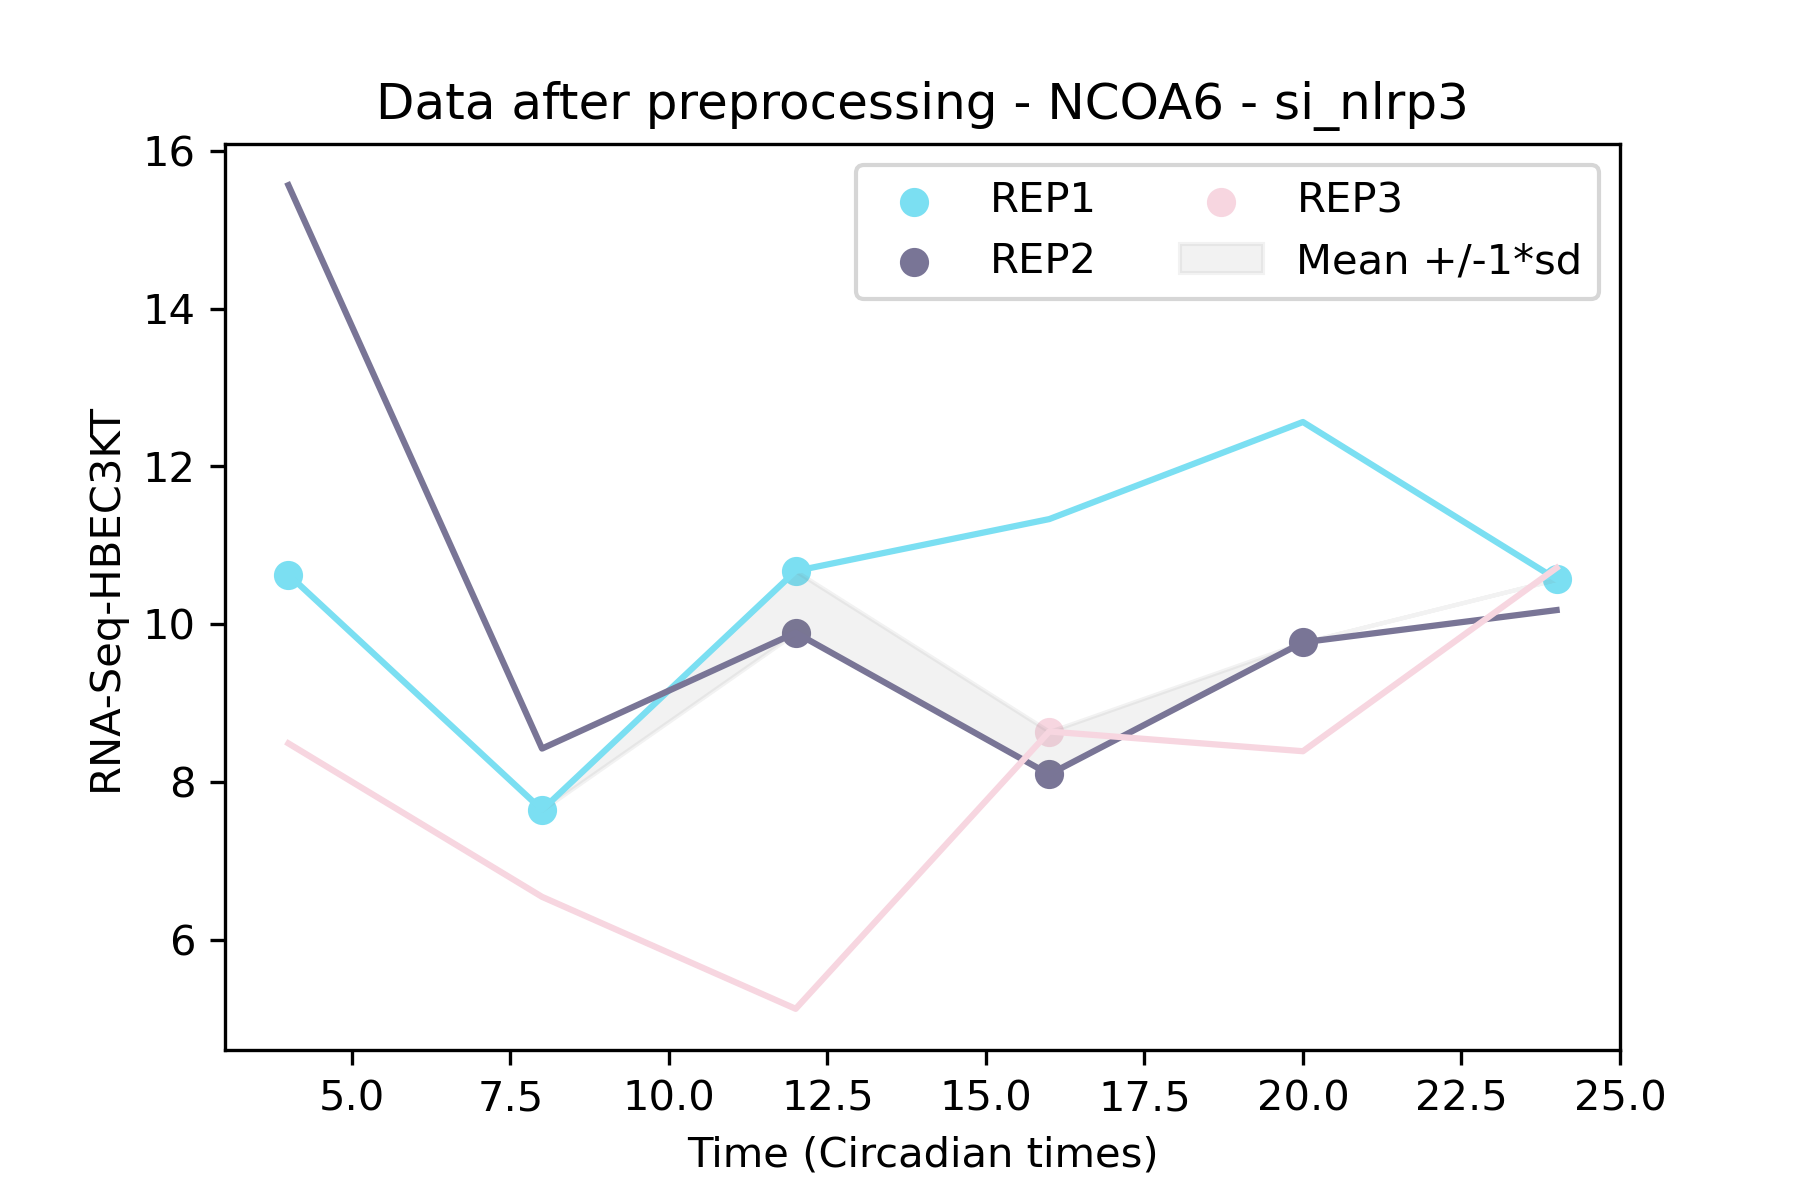 Data after preprocessing - NCOA6 - si_nlrp3
REP1
REP2
REP3
Mean +/-1*sd
RNA-Seq-HBEC3KT
16
14
12
10
8
6
5.0 7.5 10.0 12.5 15.0 17.5 20.0 22.5 25.0
Time (Circadian times)